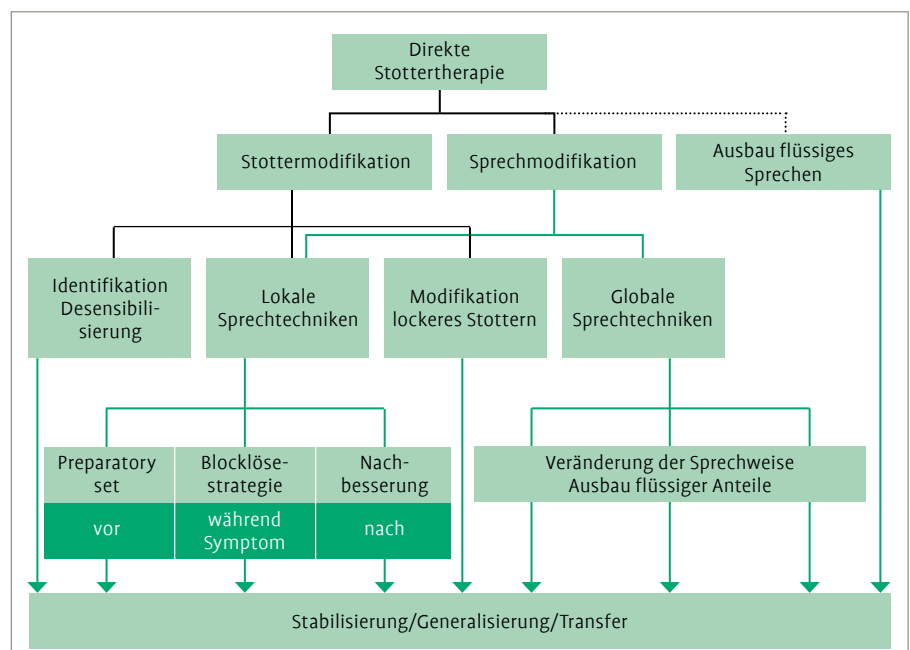 Direkte
Stottertherapie
Stottermodifikation
Sprechmodifikation
Ausbau flüssiges
Sprechen
Identifikation
Desensibili-
sierung
Lokale
Sprechtechniken
Modifikation
lockeres Stottern
Globale
Sprechtechniken
Preparatory
set
vor
Blocklöse-
strategie
während
Symptom
Nach-
besserung
nach
Veränderung der Sprechweise
Ausbau flüssiger Anteile
Stabilisierung/Generalisierung/Transfer